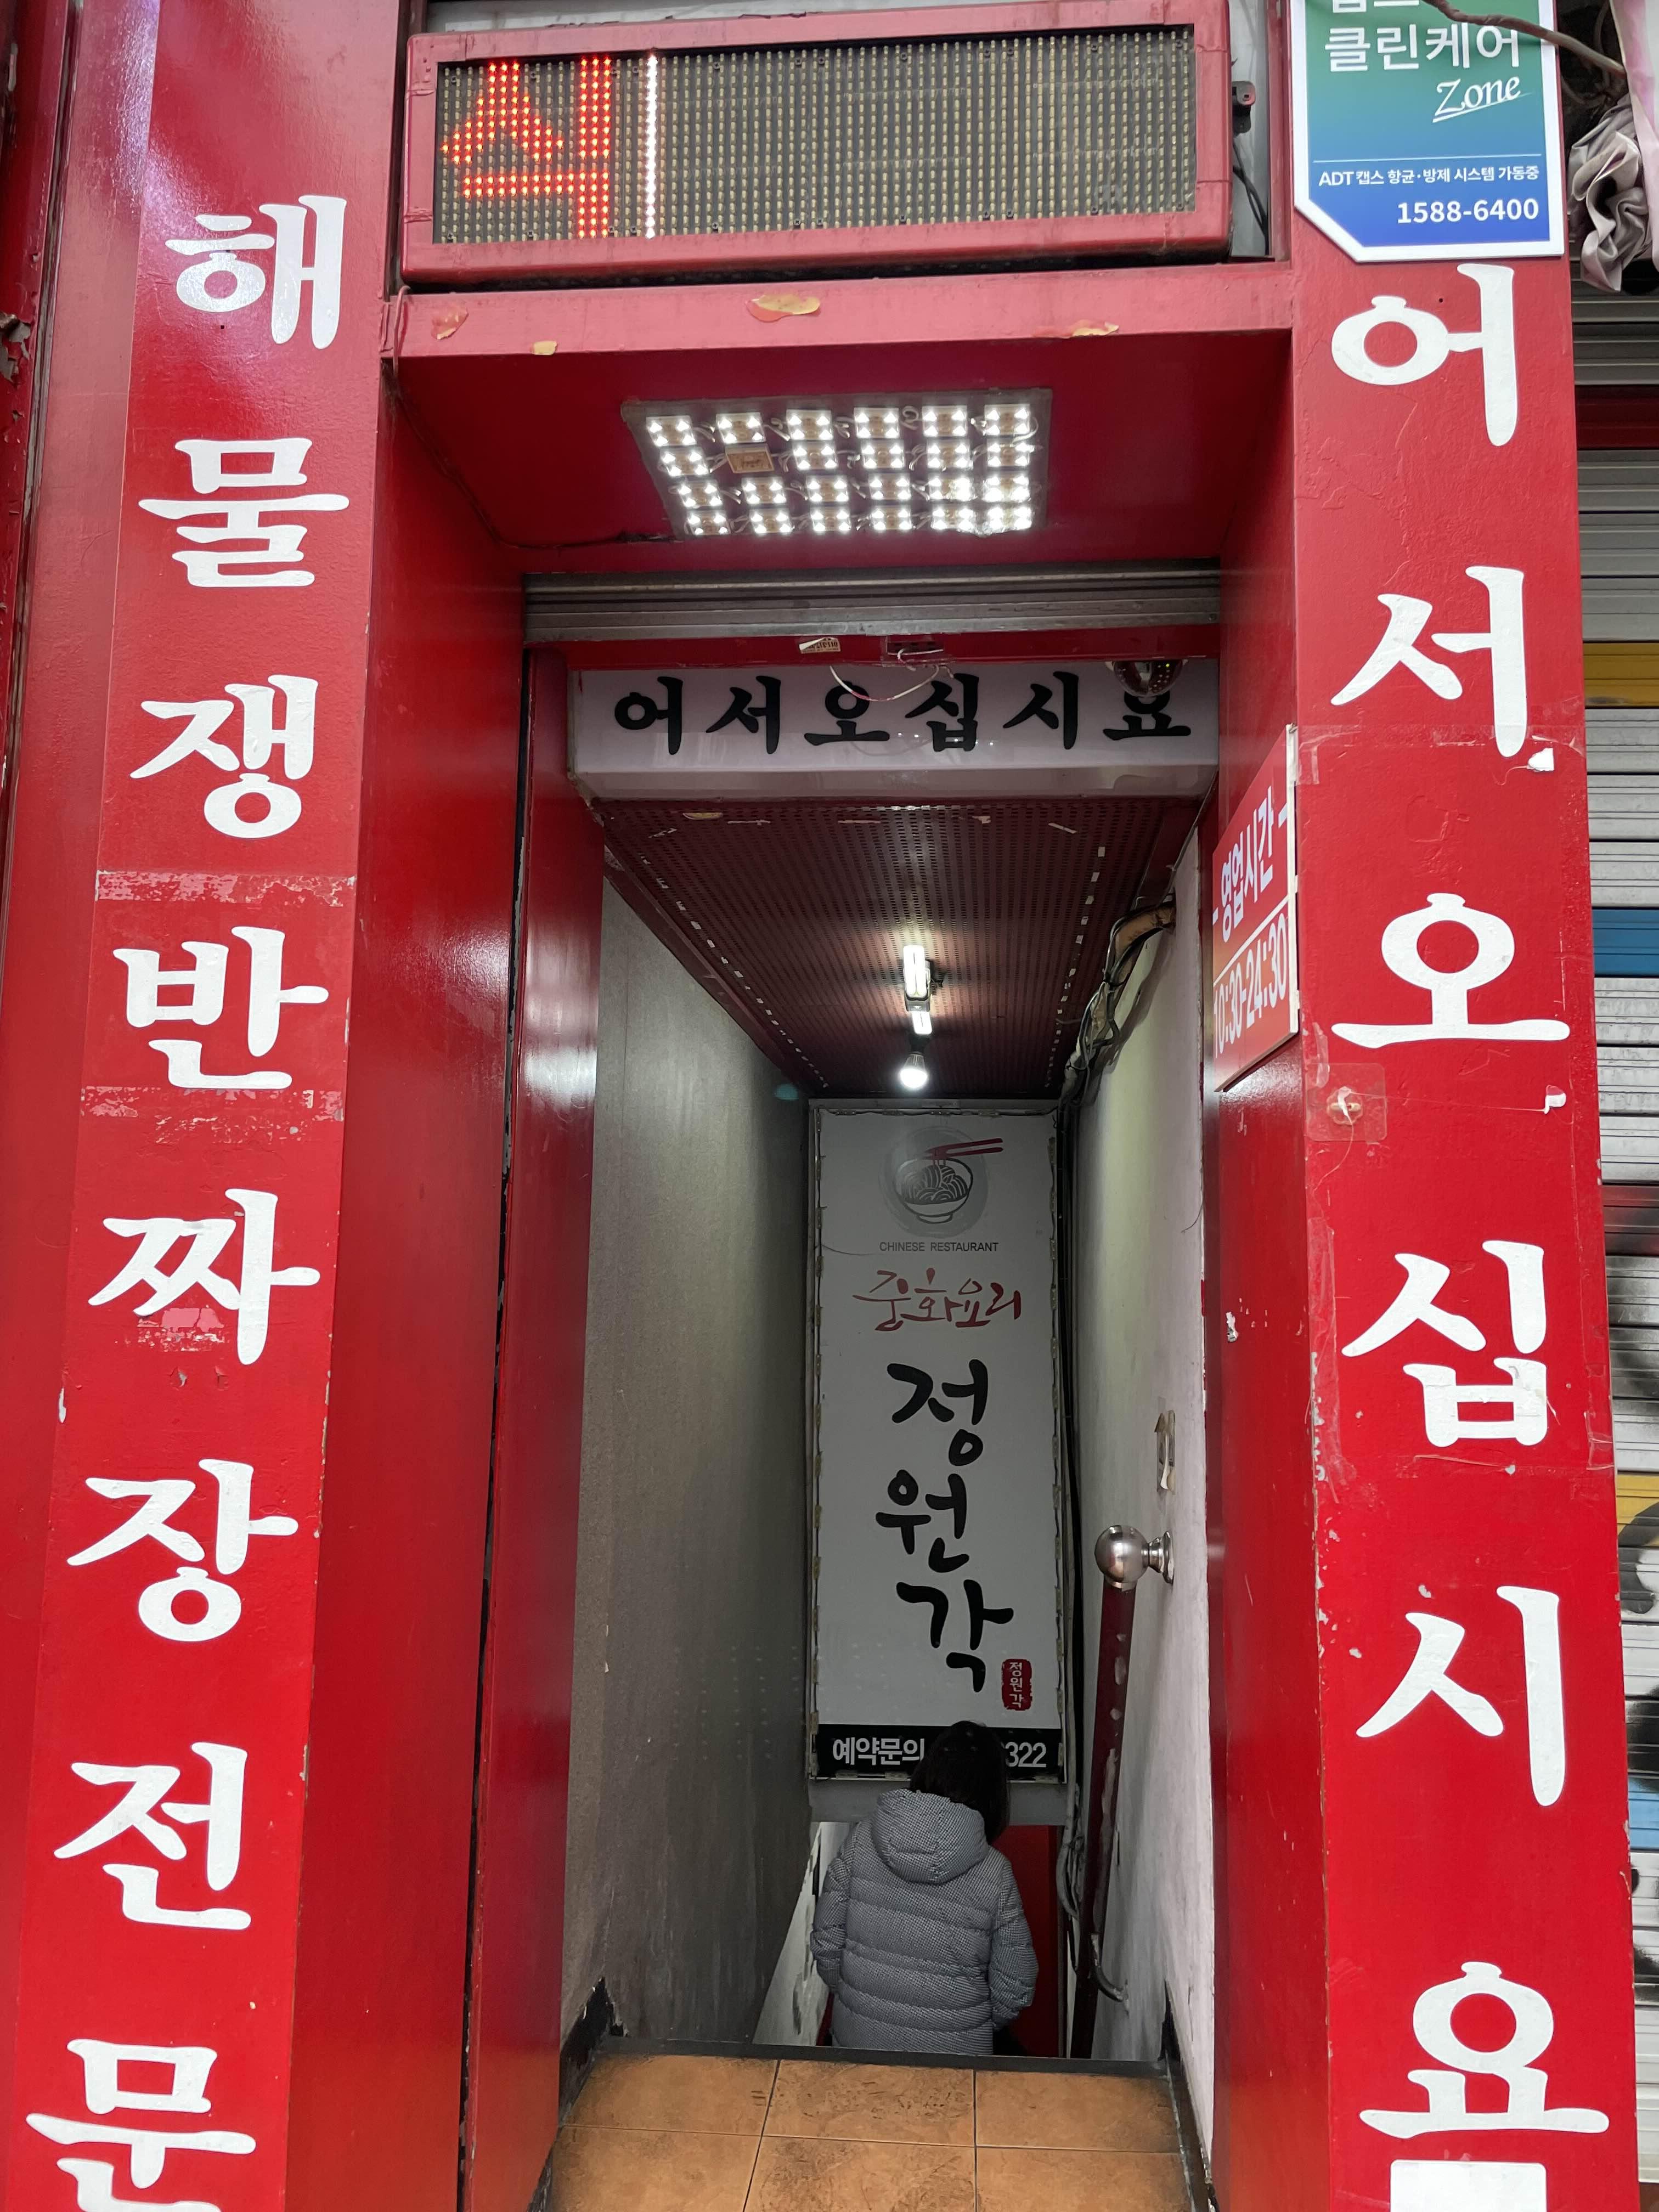 식
클린케어
Zone
ADT캡스 항균·방제 시스템 가동중
1588-6400
해물쟁반짜장전문
어서오십시요
어서오십시요
- 영업시간 -
10:30-24:30
CHINESE RESTAURANT
중화요리
정원각
정원각
예약문의
322